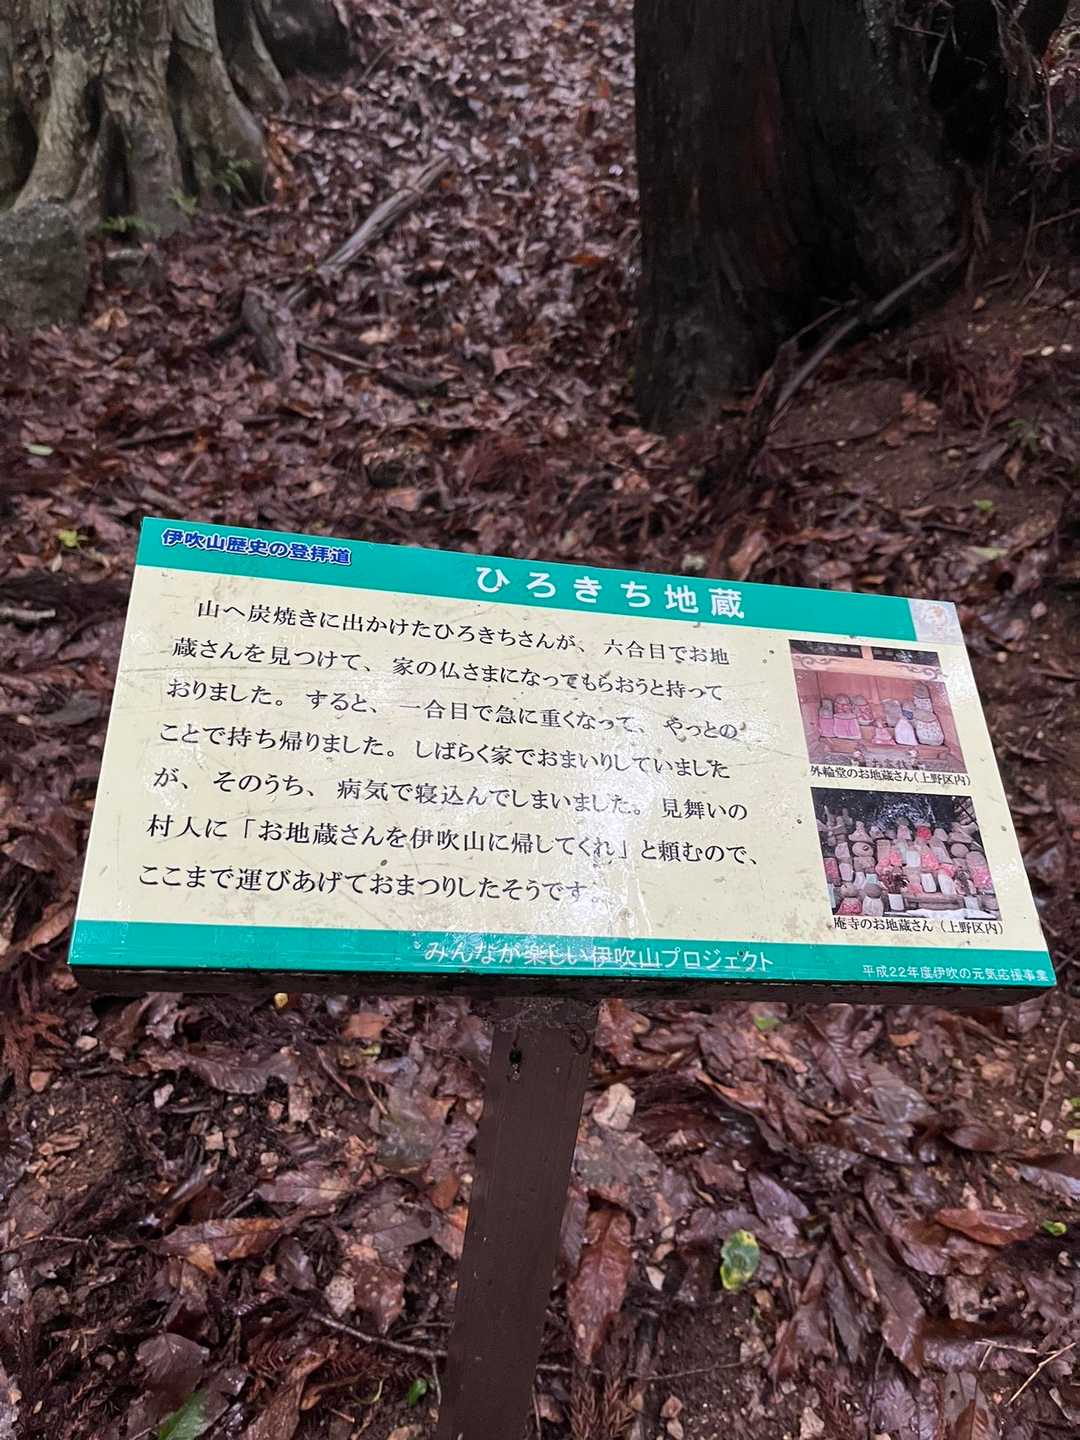 伊吹山歴史の登拝道
ひろきち地蔵
山へ炭焼きに出かけたひろきちさんが、六合目でお地
蔵さんを見つけて、家の仏さまになってもらおうと持って
おりました。すると、一合目で急に重くなって、やっとの
ことで持ち帰りました。しばらく家でおまいりしていました
が、そのうち、病気で寝込んでしまいました。見舞いの
村人に「お地蔵さんを伊吹山に帰してくれ」と頼むので、
ここまで運びあげておまつりしたそうです。
外輪堂のお地蔵さん(上野区内)
庵寺のお地蔵さん（上野区内）
みんなが楽しい伊吹山プロジェクト
平成22年度伊吹の元気応援事業